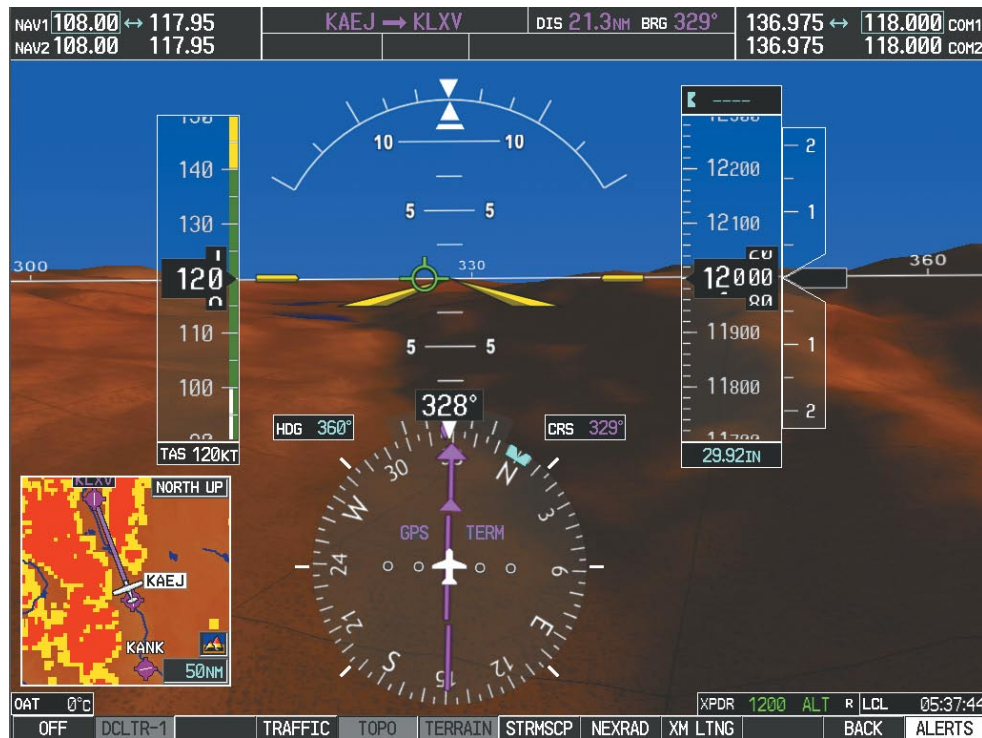 NAV1 108.00 ↔ 117.95 KAEJ → KLXV DIS 21.3NM BRG 329° 136.975 ↔ 118.000 COM1
NAV2 108.00 117.95 136.975 118.000 COM2
----
10 10
140
2
12200
130
5 5
12100
1
300
330
360
120
12000
80
110
5 5
11900
1
100
11800
2
328°
HDG 360°
CRS 329°
TAS 120KT
29.92IN
30 N
W 3
GPS TERM
24 6
21 E
S 15 12
KLXV
NORTH UP
KAEJ
KANK
50NM
OAT 0°C
XPDR 1200 ALT R LCL 05:37:44
OFF DCLTR-1 TRAFFIC TOPO TERRAIN STRMSCP NEXRAD XM LTNG BACK ALERTS